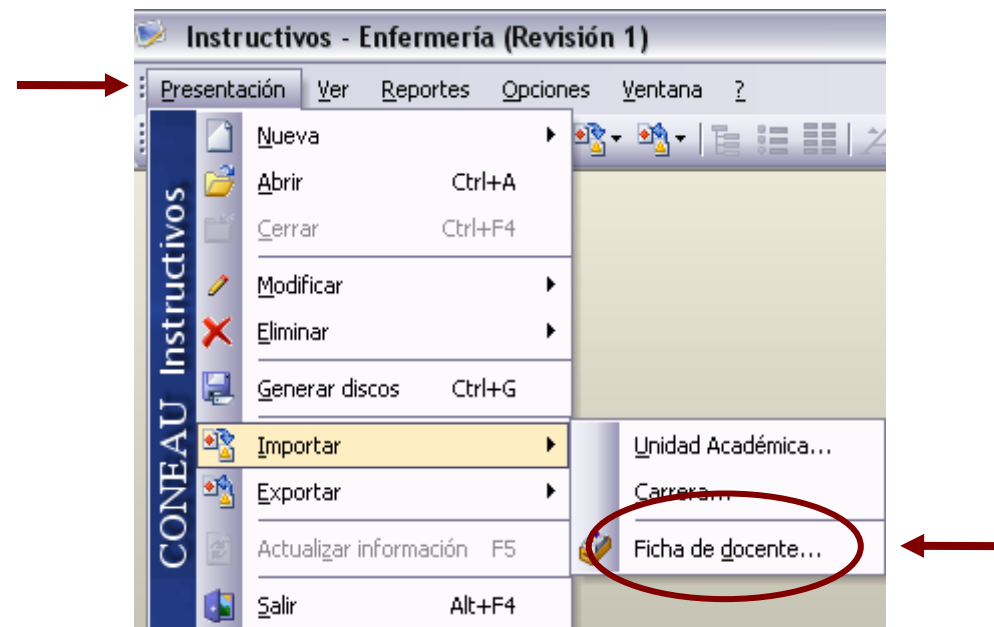 Instructivos - Enfermería (Revisión 1)
Presentación Ver Reportes Opciones Ventana ?
CONEAU Instructivos
Nueva
Abrir Ctrl+A
Cerrar Ctrl+F4
Modificar
Eliminar
Generar discos Ctrl+G
Importar
Unidad Académica...
Exportar
Carrera...
Actualizar información F5
Ficha de docente...
Salir Alt+F4